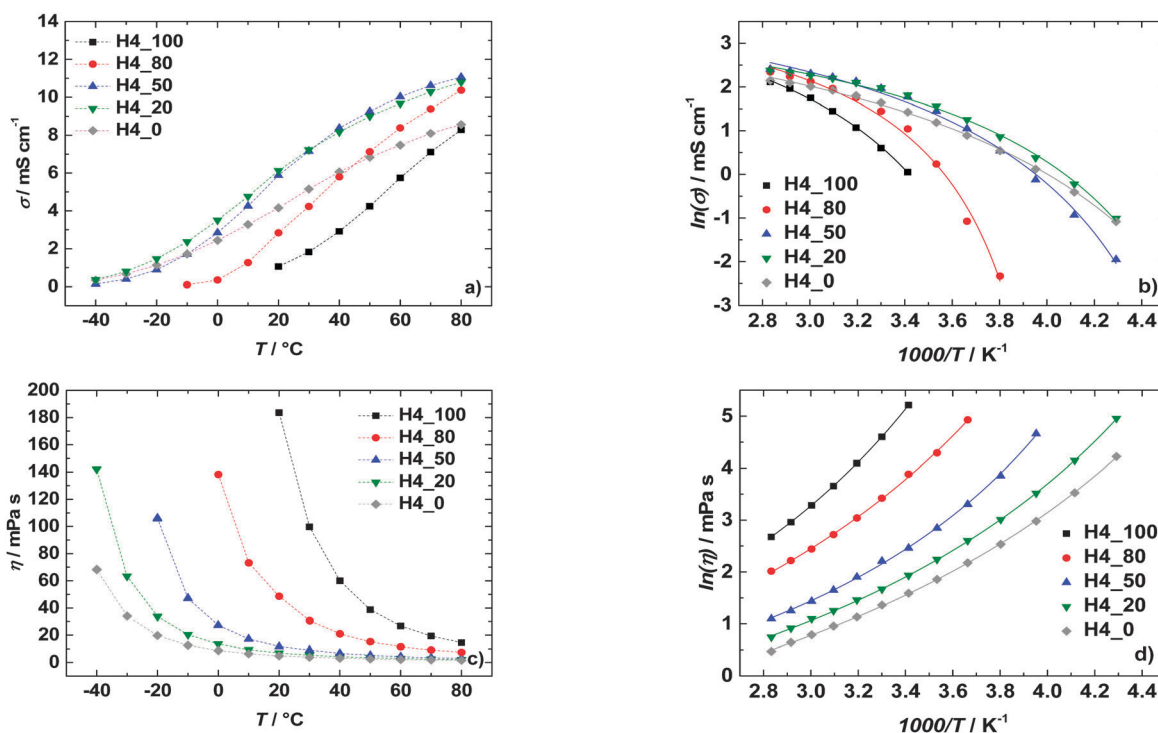 14
12
10
8
6
4
2
0
σ / mS cm⁻¹
H4_100
H4_80
H4_50
H4_20
H4_0
a)
-40 -20 0 20 40 60 80
T / °C
3
2
1
0
-1
-2
-3
ln(σ) / mS cm⁻¹
H4_100
H4_80
H4_50
H4_20
H4_0
b)
2.8 3.0 3.2 3.4 3.6 3.8 4.0 4.2 4.4
1000/T / K⁻¹
200
180
160
140
120
100
80
60
40
20
0
η / mPa s
H4_100
H4_80
H4_50
H4_20
H4_0
c)
-40 -20 0 20 40 60 80
T / °C
5
4
3
2
1
0
ln(η) / mPa s
H4_100
H4_80
H4_50
H4_20
H4_0
d)
2.8 3.0 3.2 3.4 3.6 3.8 4.0 4.2 4.4
1000/T / K⁻¹